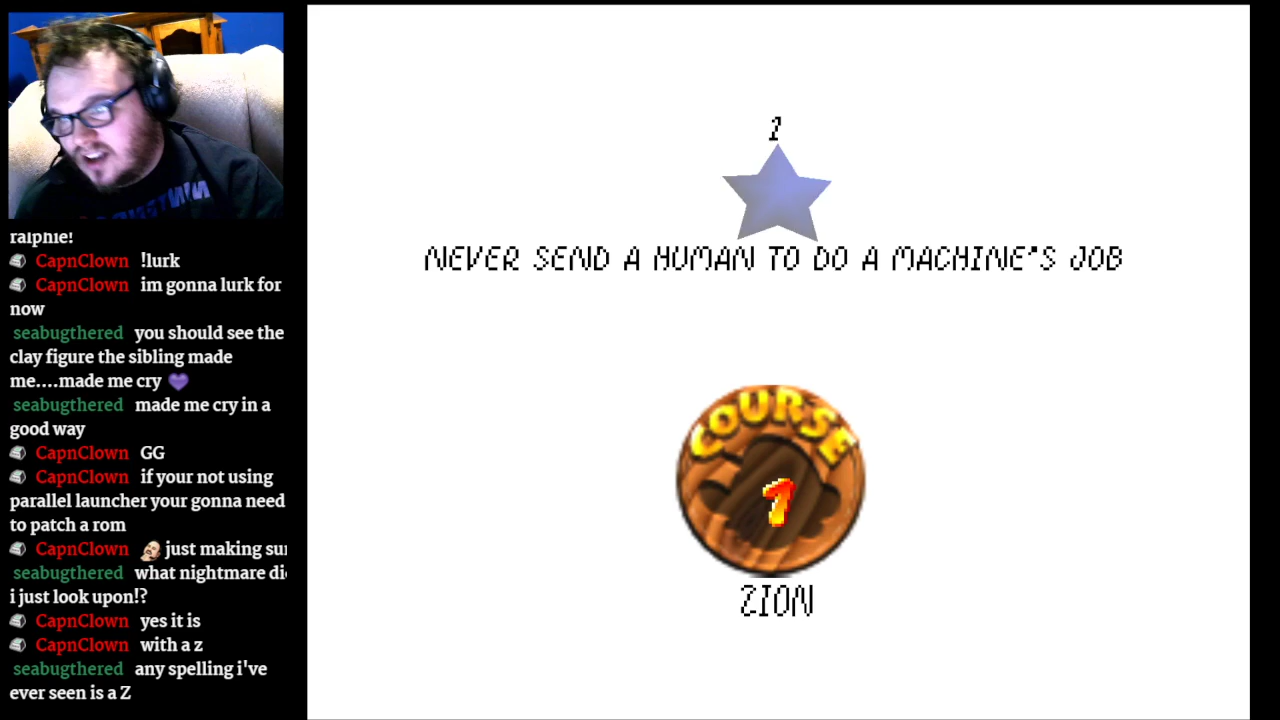 ralphie!
CapnClown !lurk
CapnClown im gonna lurk for
now
seabugthered you should see the
clay figure the sibling made
me....made me cry
seabugthered made me cry in a
good way
CapnClown GG
CapnClown if your not using
parallel launcher your gonna need
to patch a rom
CapnClown just making sur
seabugthered what nightmare di
i just look upon!?
CapnClown yes it is
CapnClown with a z
seabugthered any spelling i've
ever seen is a Z
1
NEVER SEND A HUMAN TO DO A MACHINE'S JOB
COURSE
1
ZION